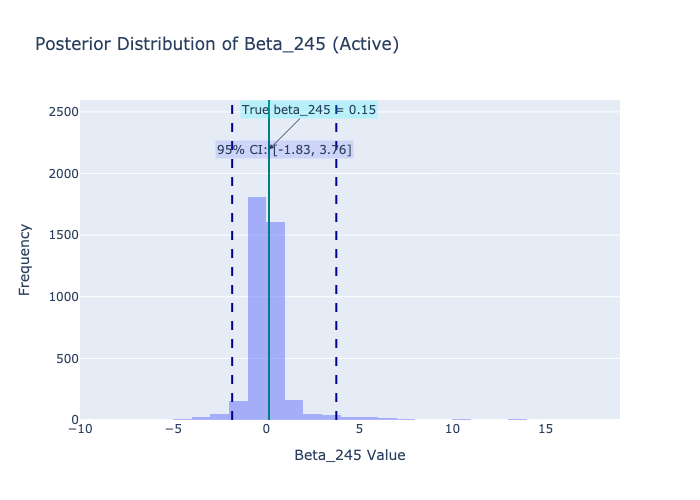 Posterior Distribution of Beta_245 (Active)
2500
True beta_245 = 0.15
95% CI: [-1.83, 3.76]
2000
1500
1000
500
0
Frequency
−10
−5
0
5
10
15
Beta_245 Value